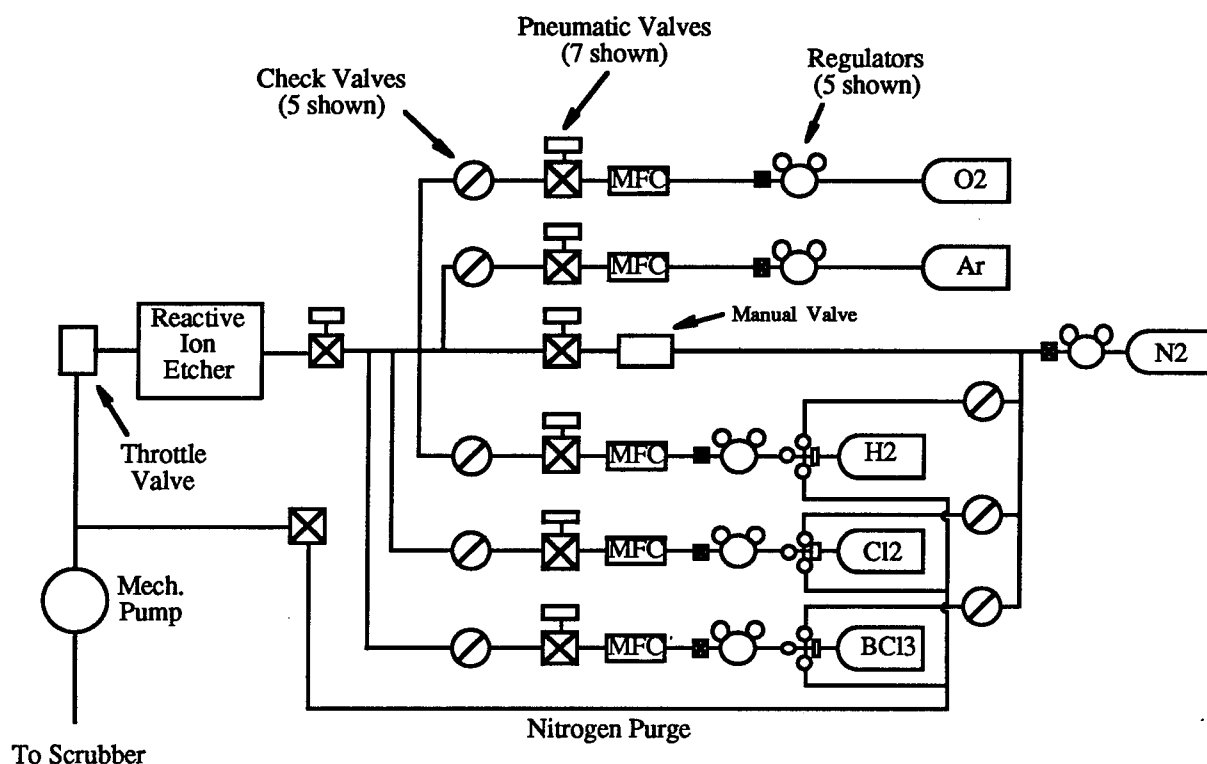 Pneumatic Valves
(7 shown)
Check Valves
(5 shown)
Regulators
(5 shown)
MFC
O2
MFC
Ar
Reactive
Ion
Etcher
Manual Valve
N2
Throttle
Valve
MFC
H2
MFC
Cl2
Mech.
Pump
MFC
BCl3
Nitrogen Purge
To Scrubber